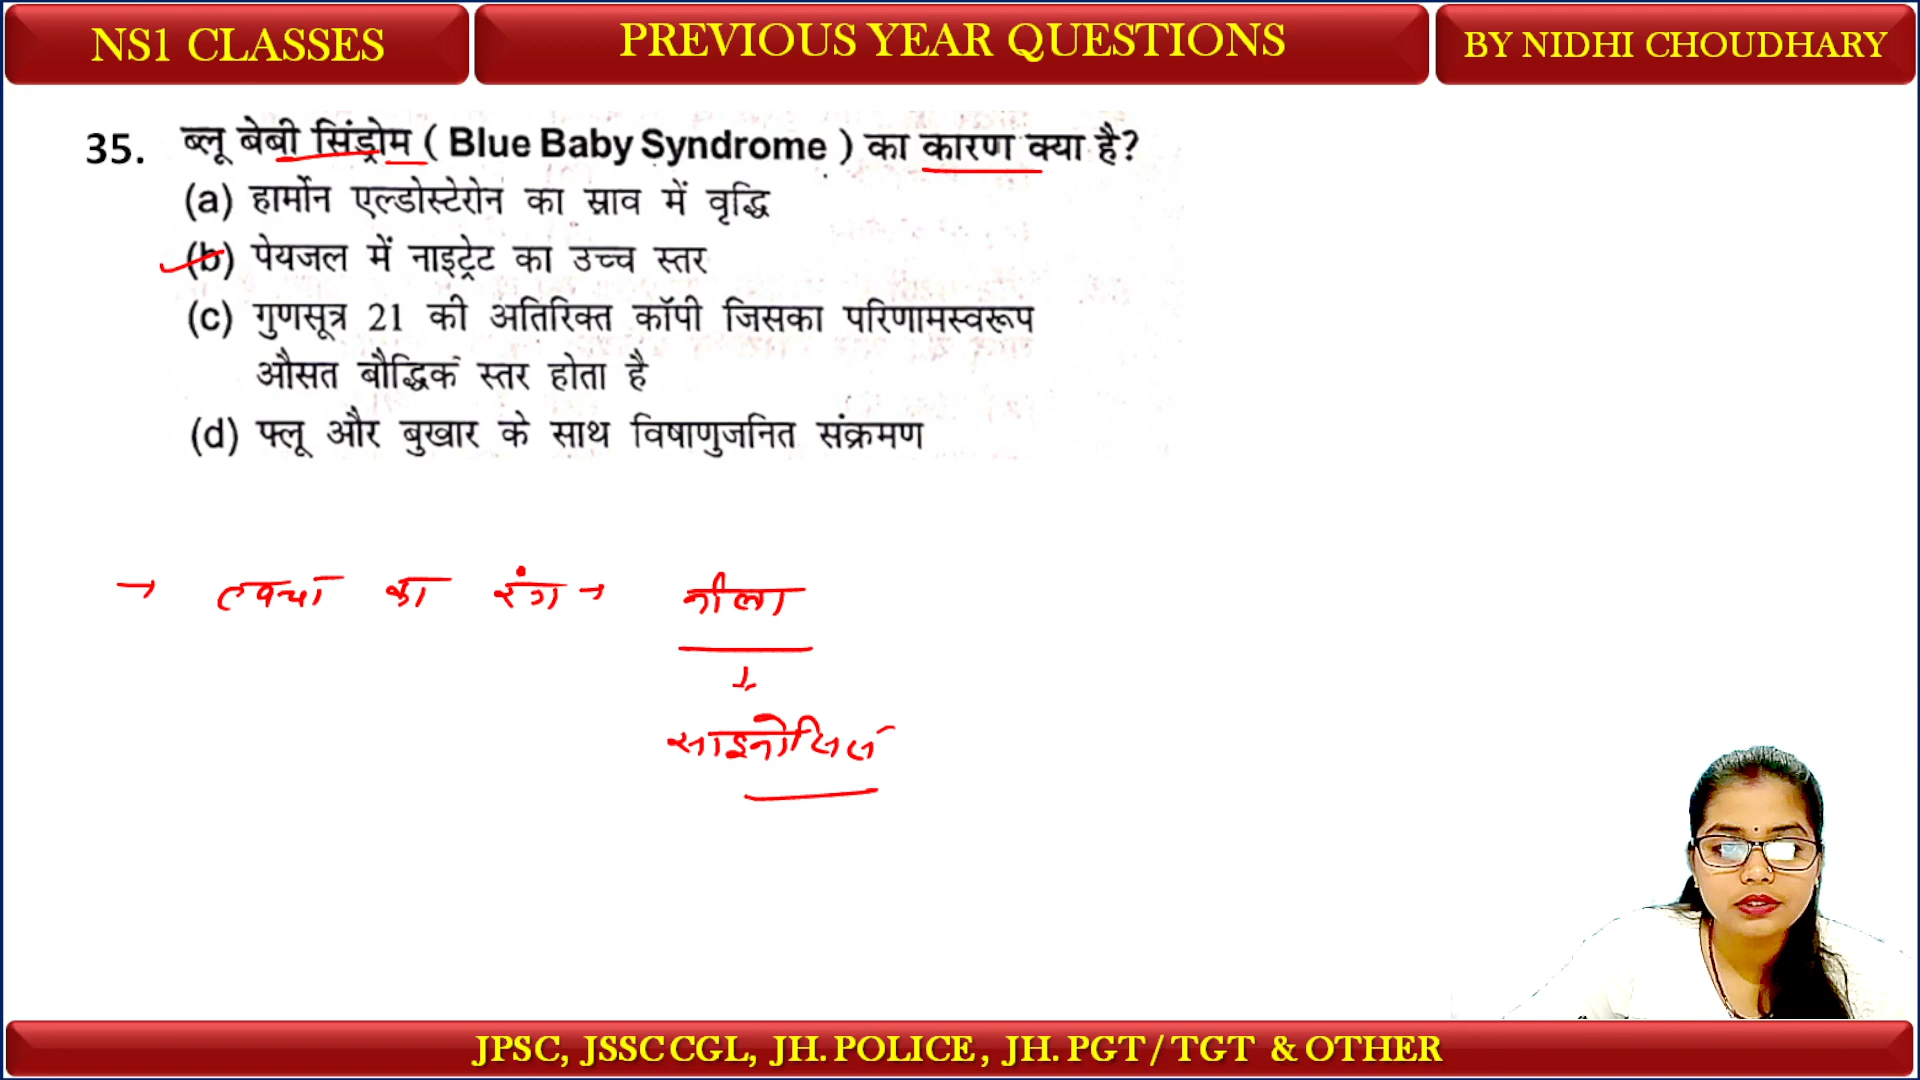 NS1 CLASSES
PREVIOUS YEAR QUESTIONS
BY NIDHI CHOUDHARY
35. ब्लू बेबी सिंड्रोम ( Blue Baby Syndrome ) का कारण क्या है?
(a) हार्मोन एल्डोस्टेरोन का स्राव में वृद्धि
(b) पेयजल में नाइट्रेट का उच्च स्तर
(c) गुणसूत्र 21 की अतिरिक्त कॉपी जिसका परिणामस्वरूप
औसत बौद्धिक स्तर होता है
(d) फ्लू और बुखार के साथ विषाणुजनित संक्रमण
→ त्वचा का रंग → नीला
↓
साइनोसिस
JPSC, JSSC CGL, JH. POLICE , JH. PGT / TGT & OTHER